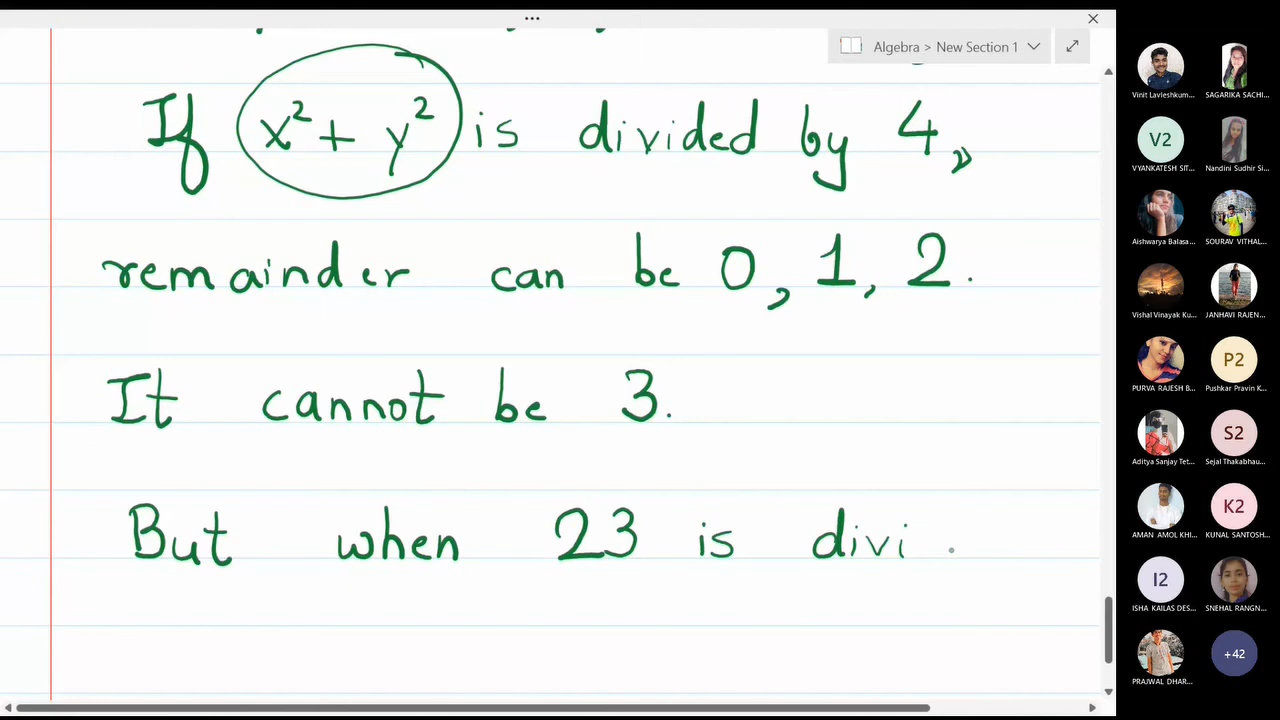 Algebra > New Section 1
If x² + y² is divided by 4,
remainder can be 0, 1, 2.
It cannot be 3.
But when 23 is divi
Vinit Lavleshkum...
SAGARIKA SACHI...
V2
VYANKATESH SIT...
Nandini Sudhir Si...
Aishwarya Balasa...
SOURAV VITHAL...
Vishal Vinayak Ku...
JANHAVI RAJEN...
P2
PURVA RAJESH B...
Pushkar Pravin K...
S2
Aditya Sanjay Tet...
Sejal Thakabhau...
K2
AMAN AMOL KHI...
KUNAL SANTOSH...
I2
ISHA KAILAS DES...
SNEHAL RANGN...
PRAJWAL DHAR...
+42